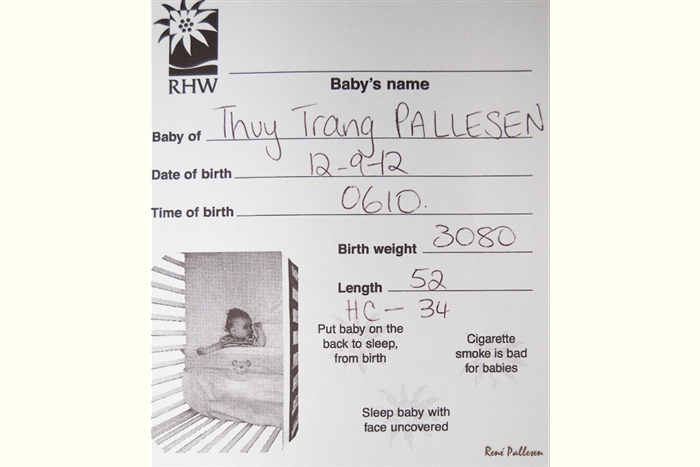 RHW
Baby's name
Baby of Thuy Trang PALLESEN
Date of birth 12-9-12
Time of birth 0610.
Birth weight 3080
Length 52
HC - 34
Put baby on the
back to sleep,
from birth
Cigarette
smoke is bad
for babies
Sleep baby with
face uncovered
René Pallesen